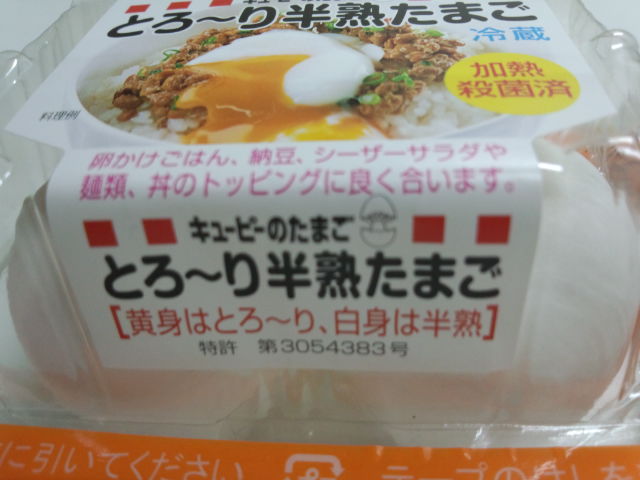 とろ～り半熟たまご
冷蔵
加熱
殺菌済
料理例
卵かけごはん、納豆、シーザーサラダや
麺類、丼のトッピングに良く合います。
キューピーのたまご
とろ～り半熟たまご
[黄身はとろ～り、白身は半熟]
特許 第3054383号
に引いてください
テープの